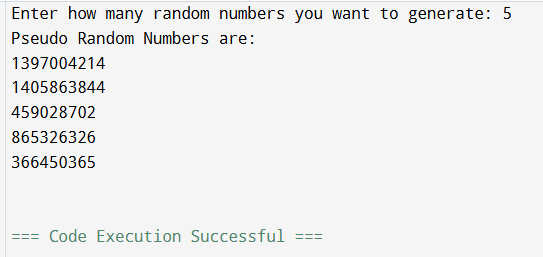 Enter how many random numbers you want to generate: 5
Pseudo Random Numbers are:
1397004214
1405863844
459028702
865326326
366450365
=== Code Execution Successful ===